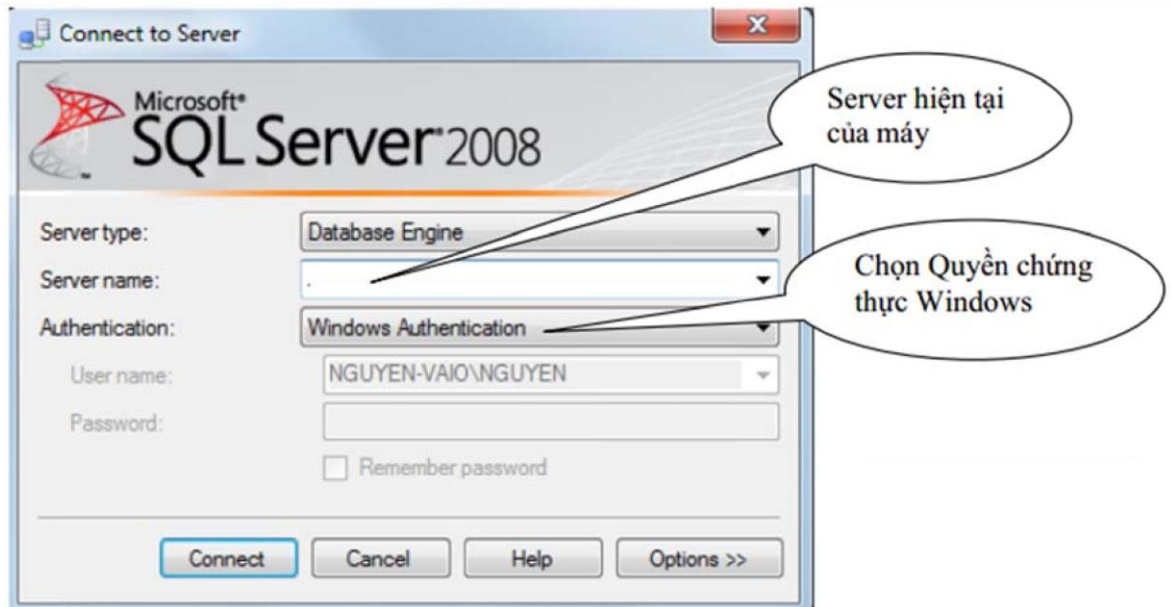 Connect to Server
Microsoft®
SQL Server® 2008
Server hiện tại
của máy
Server type:
Database Engine
Server name:
.
Chọn Quyền chứng
thực Windows
Authentication:
Windows Authentication
User name:
NGUYEN-VAIO\NGUYEN
Password:
Remember password
Connect
Cancel
Help
Options >>